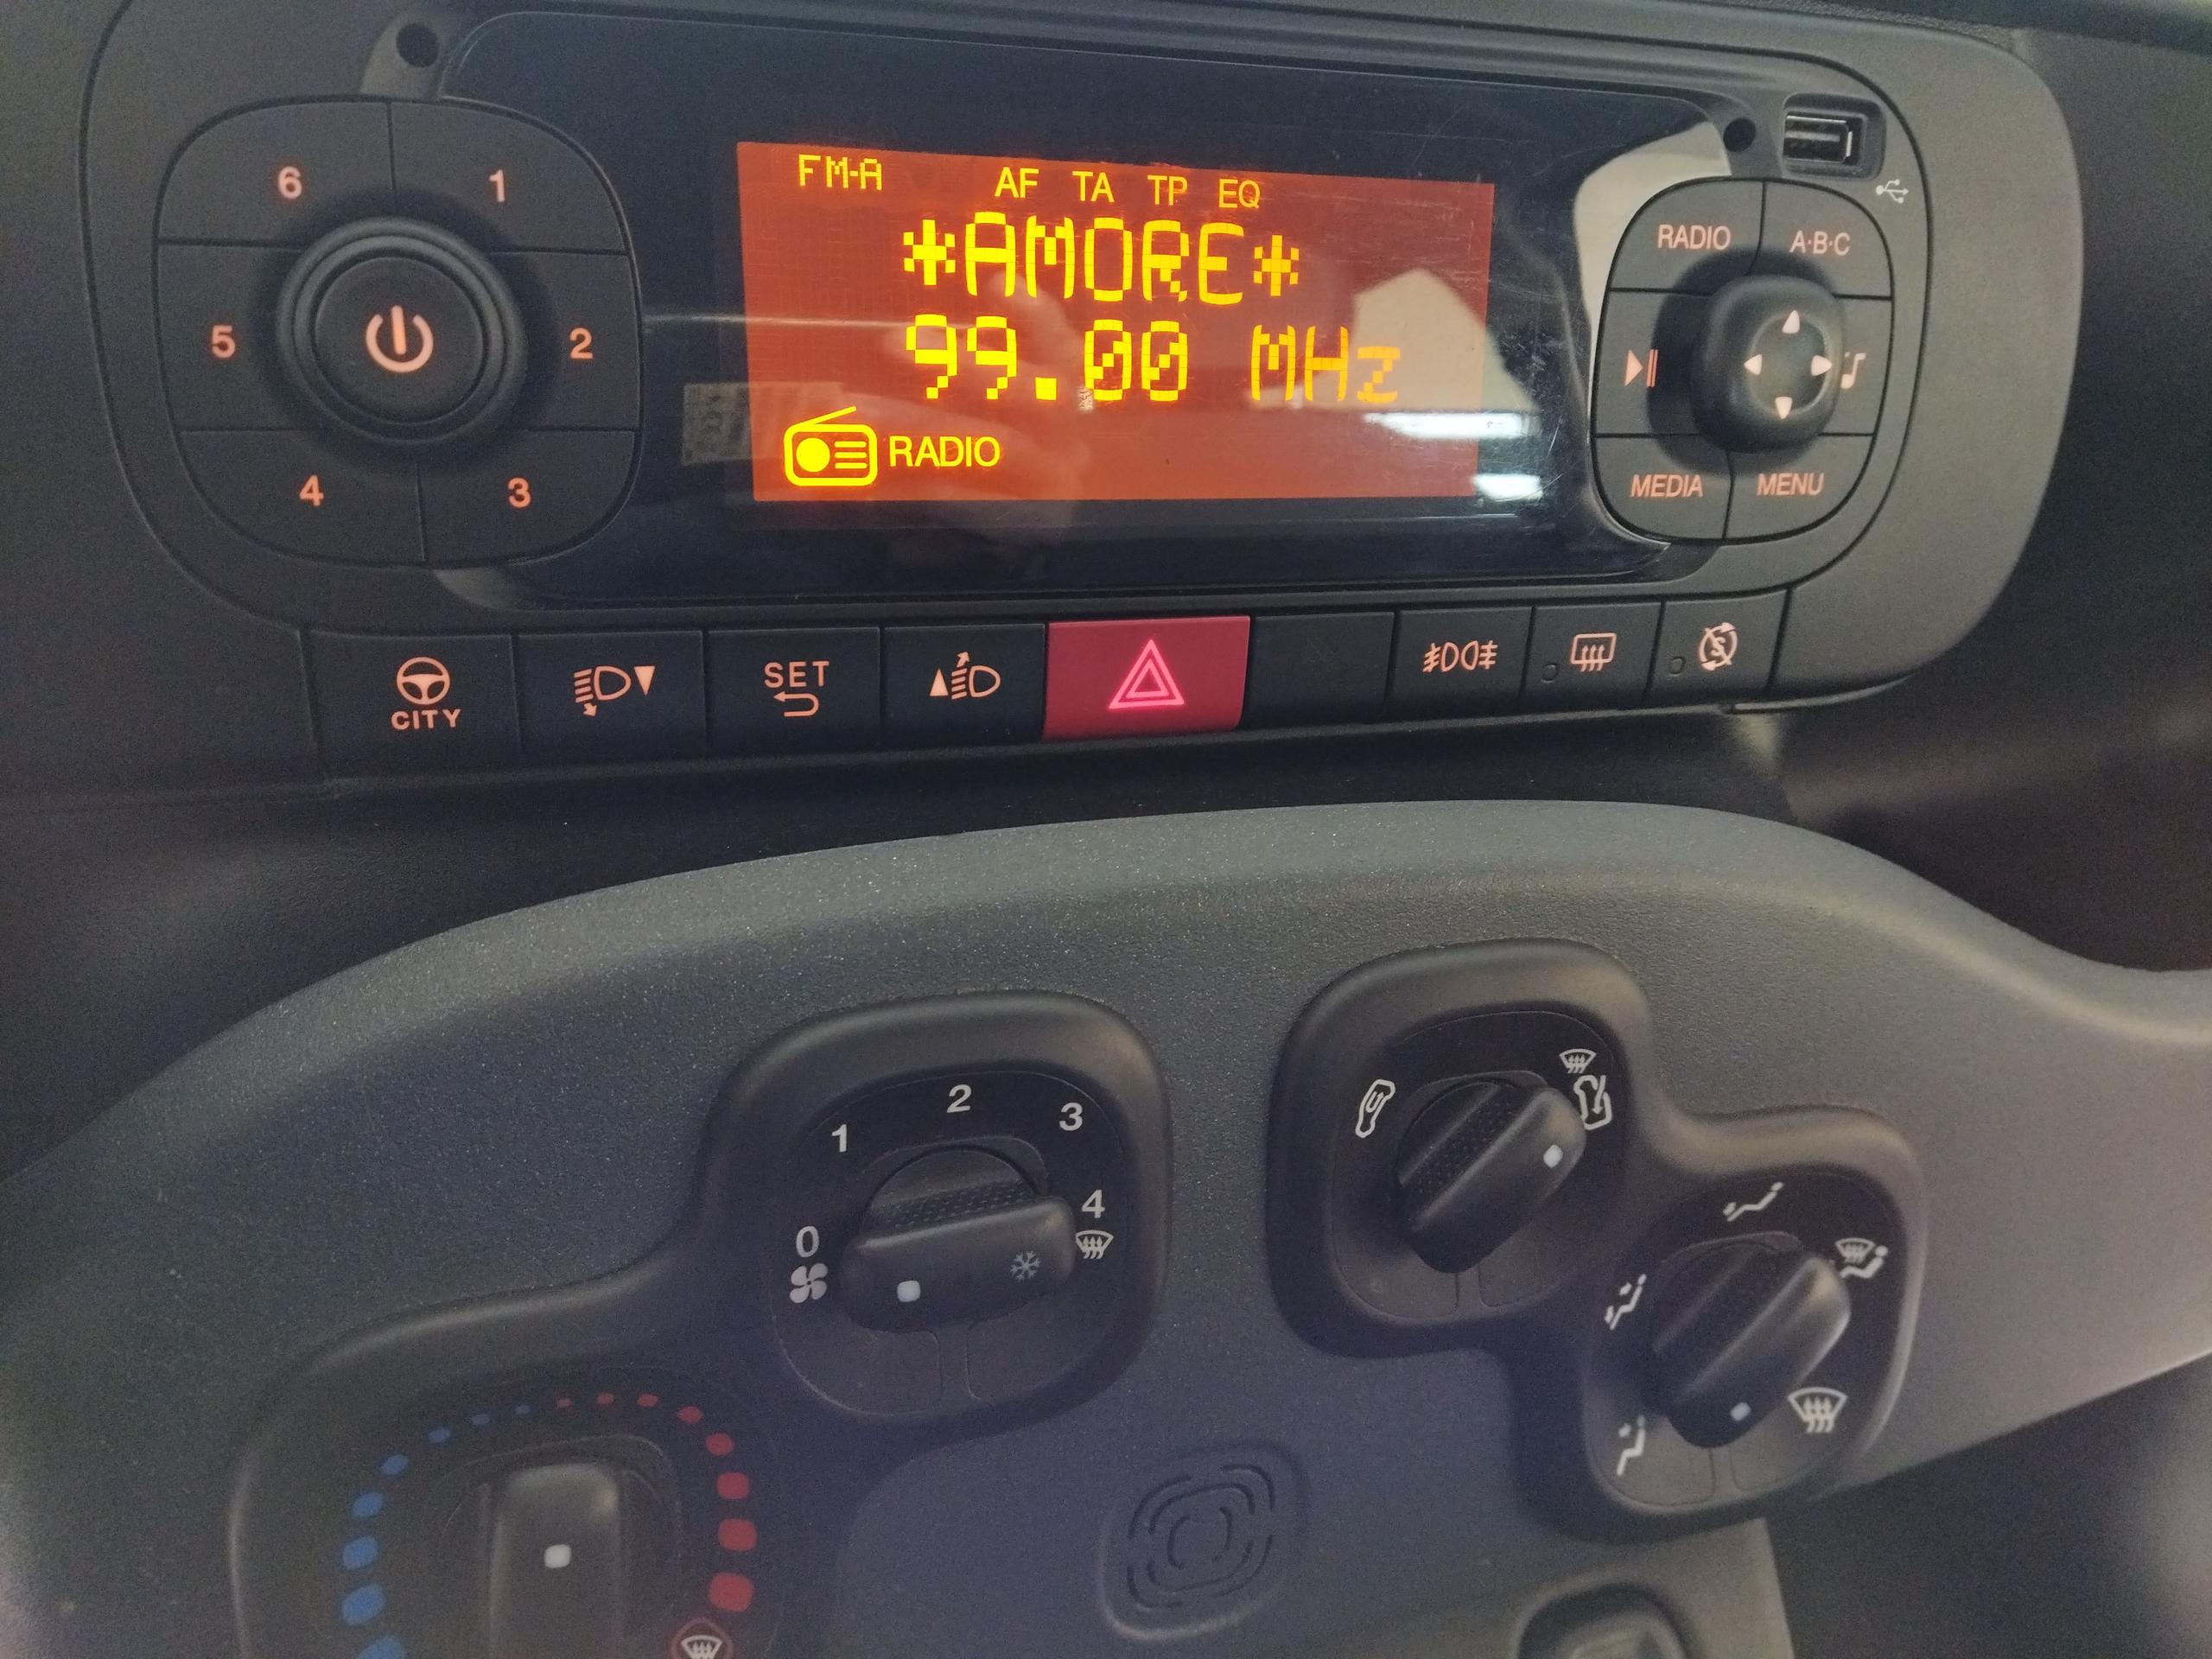 FM-A AF TA TP EQ
*AMORE*
99.00 MHz
RADIO
6 1
5 2
4 3
RADIO A·B·C
MEDIA MENU
CITY
SET
1 2 3
0 4